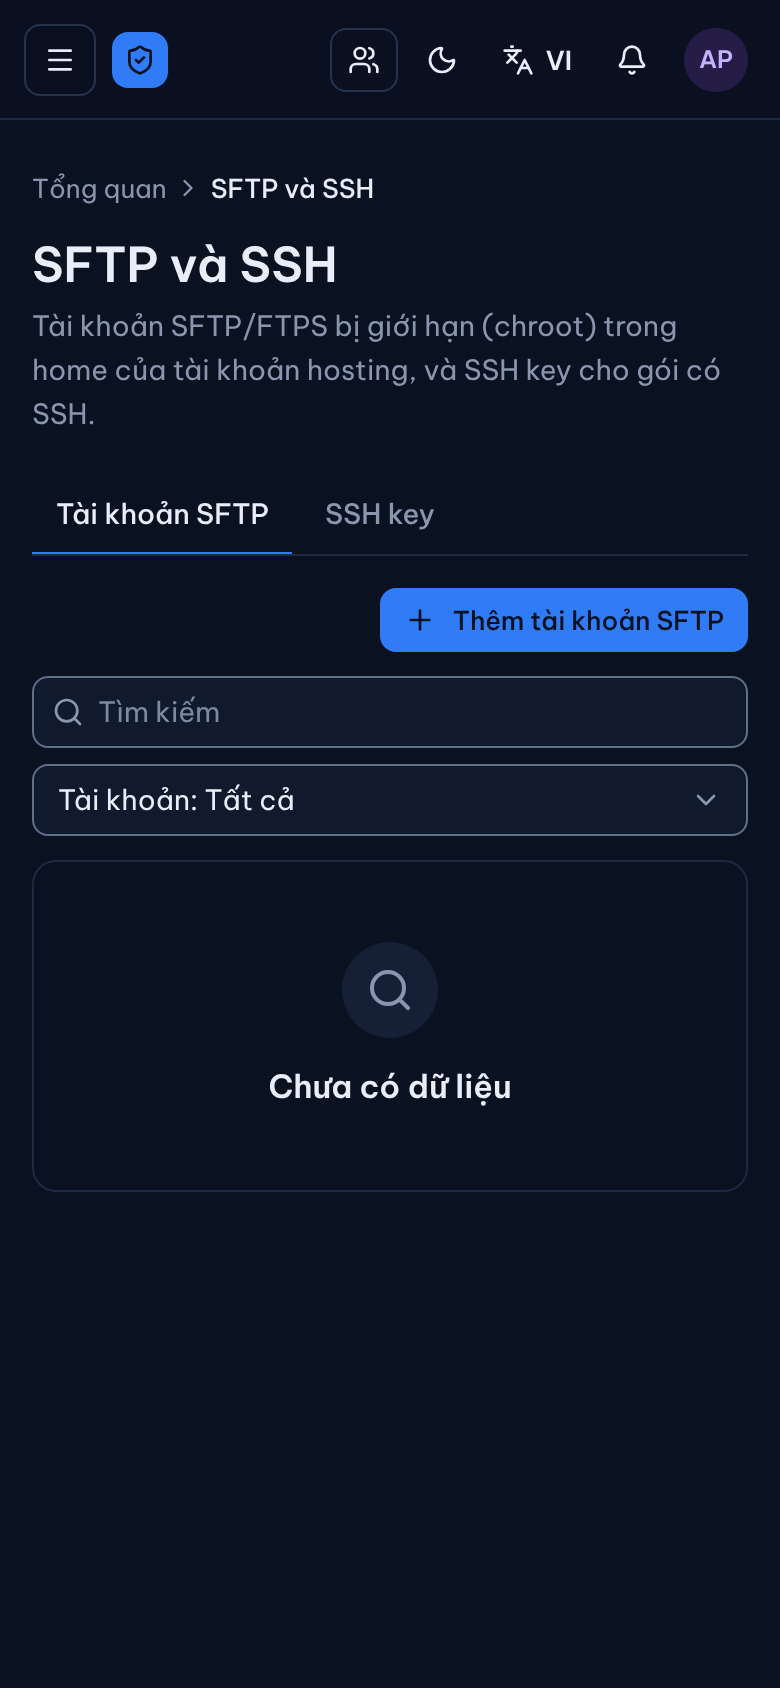 VI
AP
Tổng quan
SFTP và SSH
SFTP và SSH
Tài khoản SFTP/FTPS bị giới hạn (chroot) trong
home của tài khoản hosting, và SSH key cho gói có
SSH.
Tài khoản SFTP
SSH key
Thêm tài khoản SFTP
Tìm kiếm
Tài khoản: Tất cả
Chưa có dữ liệu